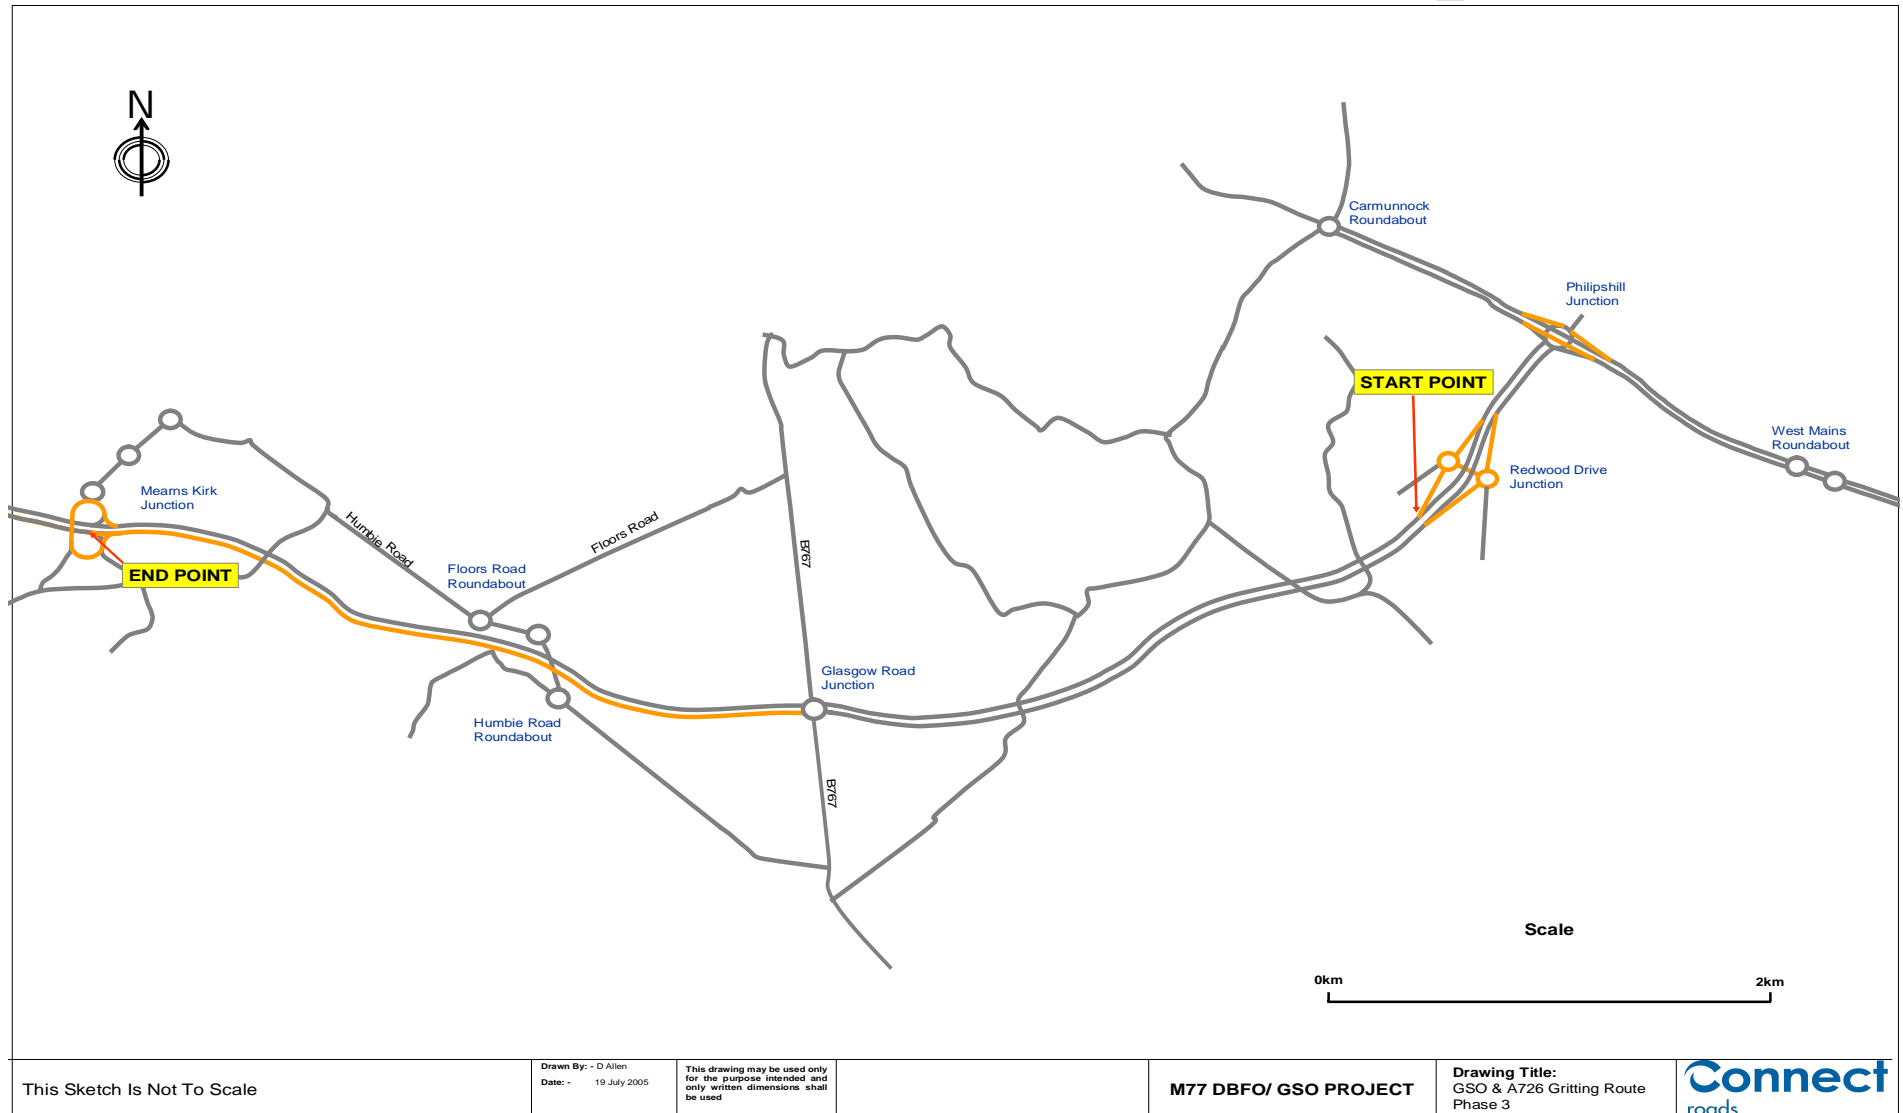 N
Carmunnock
Roundabout
Philipshill
Junction
START POINT
West Mains
Roundabout
Redwood Drive
Junction
Mearns Kirk
Junction
Humbie Road
Floors Road
B767
END POINT
Floors Road
Roundabout
Glasgow Road
Junction
Humbie Road
Roundabout
B767
Scale
0km
2km
This Sketch Is Not To Scale
Drawn By: - D Allen
Date: - 19 July 2005
This drawing may be used only
for the purpose intended and
only written dimensions shall
be used
M77 DBFO/ GSO PROJECT
Drawing Title:
GSO & A726 Gritting Route
Phase 3
Connect
roads